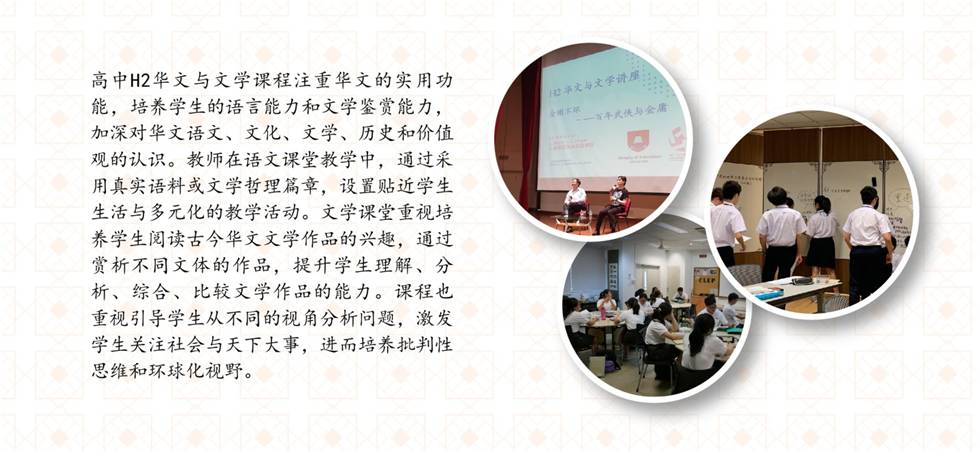 高中H2华文与文学课程注重华文的实用功
能，培养学生的语言能力和文学鉴赏能力，
加深对华文语文、文化、文学、历史和价值
观的认识。教师在语文课堂教学中，通过采
用真实语料或文学哲理篇章，设置贴近学生
生活与多元化的教学活动。文学课堂重视培
养学生阅读古今华文文学作品的兴趣，通过
赏析不同文体的作品，提升学生理解、分
析、综合、比较文学作品的能力。课程也
重视引导学生从不同的视角分析问题，激发
学生关注社会与天下大事，进而培养批判性
思维和环球化视野。
H2 华文与文学讲座
——百年武侠与金庸
CLEP